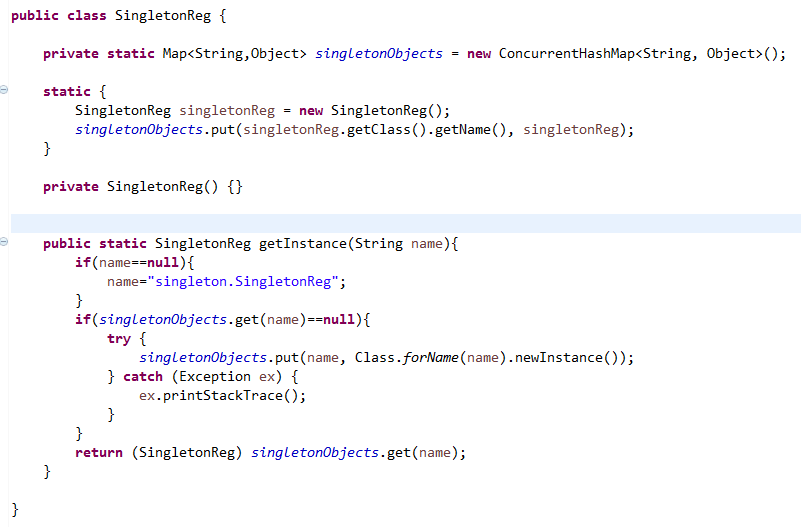 public class SingletonReg {
private static Map<String,Object> singletonObjects = new ConcurrentHashMap<String, Object>();
static {
SingletonReg singletonReg = new SingletonReg();
singletonObjects.put(singletonReg.getClass().getName(), singletonReg);
}
private SingletonReg() {}
public static SingletonReg getInstance(String name){
if(name==null){
name="singleton.SingletonReg";
}
if(singletonObjects.get(name)==null){
try {
singletonObjects.put(name, Class.forName(name).newInstance());
} catch (Exception ex) {
ex.printStackTrace();
}
}
return (SingletonReg) singletonObjects.get(name);
}
}